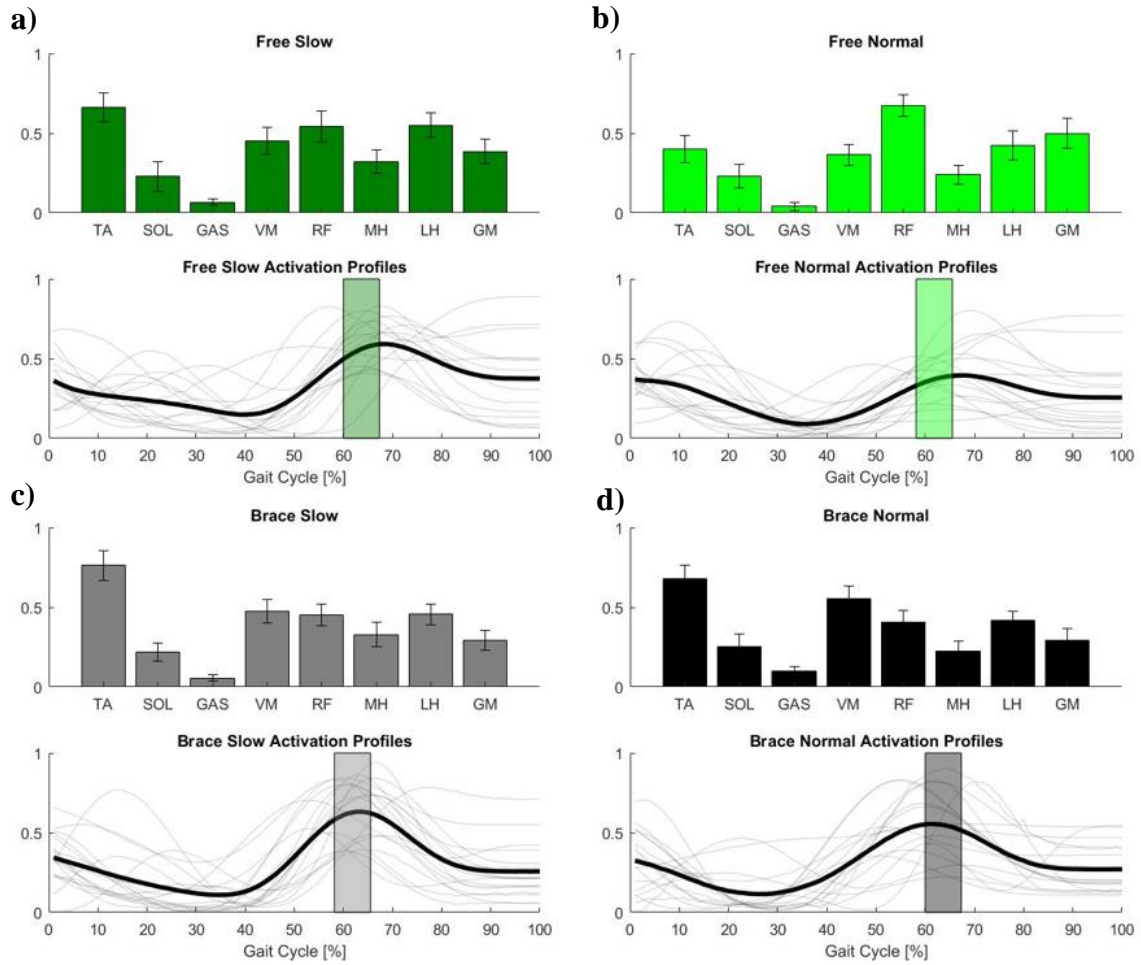 a)
Free Slow
1
0.5
0
TA SOL GAS VM RF MH LH GM
Free Slow Activation Profiles
1
0.5
0
0 10 20 30 40 50 60 70 80 90 100
Gait Cycle [%]
b)
Free Normal
1
0.5
0
TA SOL GAS VM RF MH LH GM
Free Normal Activation Profiles
1
0.5
0
0 10 20 30 40 50 60 70 80 90 100
Gait Cycle [%]
c)
Brace Slow
1
0.5
0
TA SOL GAS VM RF MH LH GM
Brace Slow Activation Profiles
1
0.5
0
0 10 20 30 40 50 60 70 80 90 100
Gait Cycle [%]
d)
Brace Normal
1
0.5
0
TA SOL GAS VM RF MH LH GM
Brace Normal Activation Profiles
1
0.5
0
0 10 20 30 40 50 60 70 80 90 100
Gait Cycle [%]